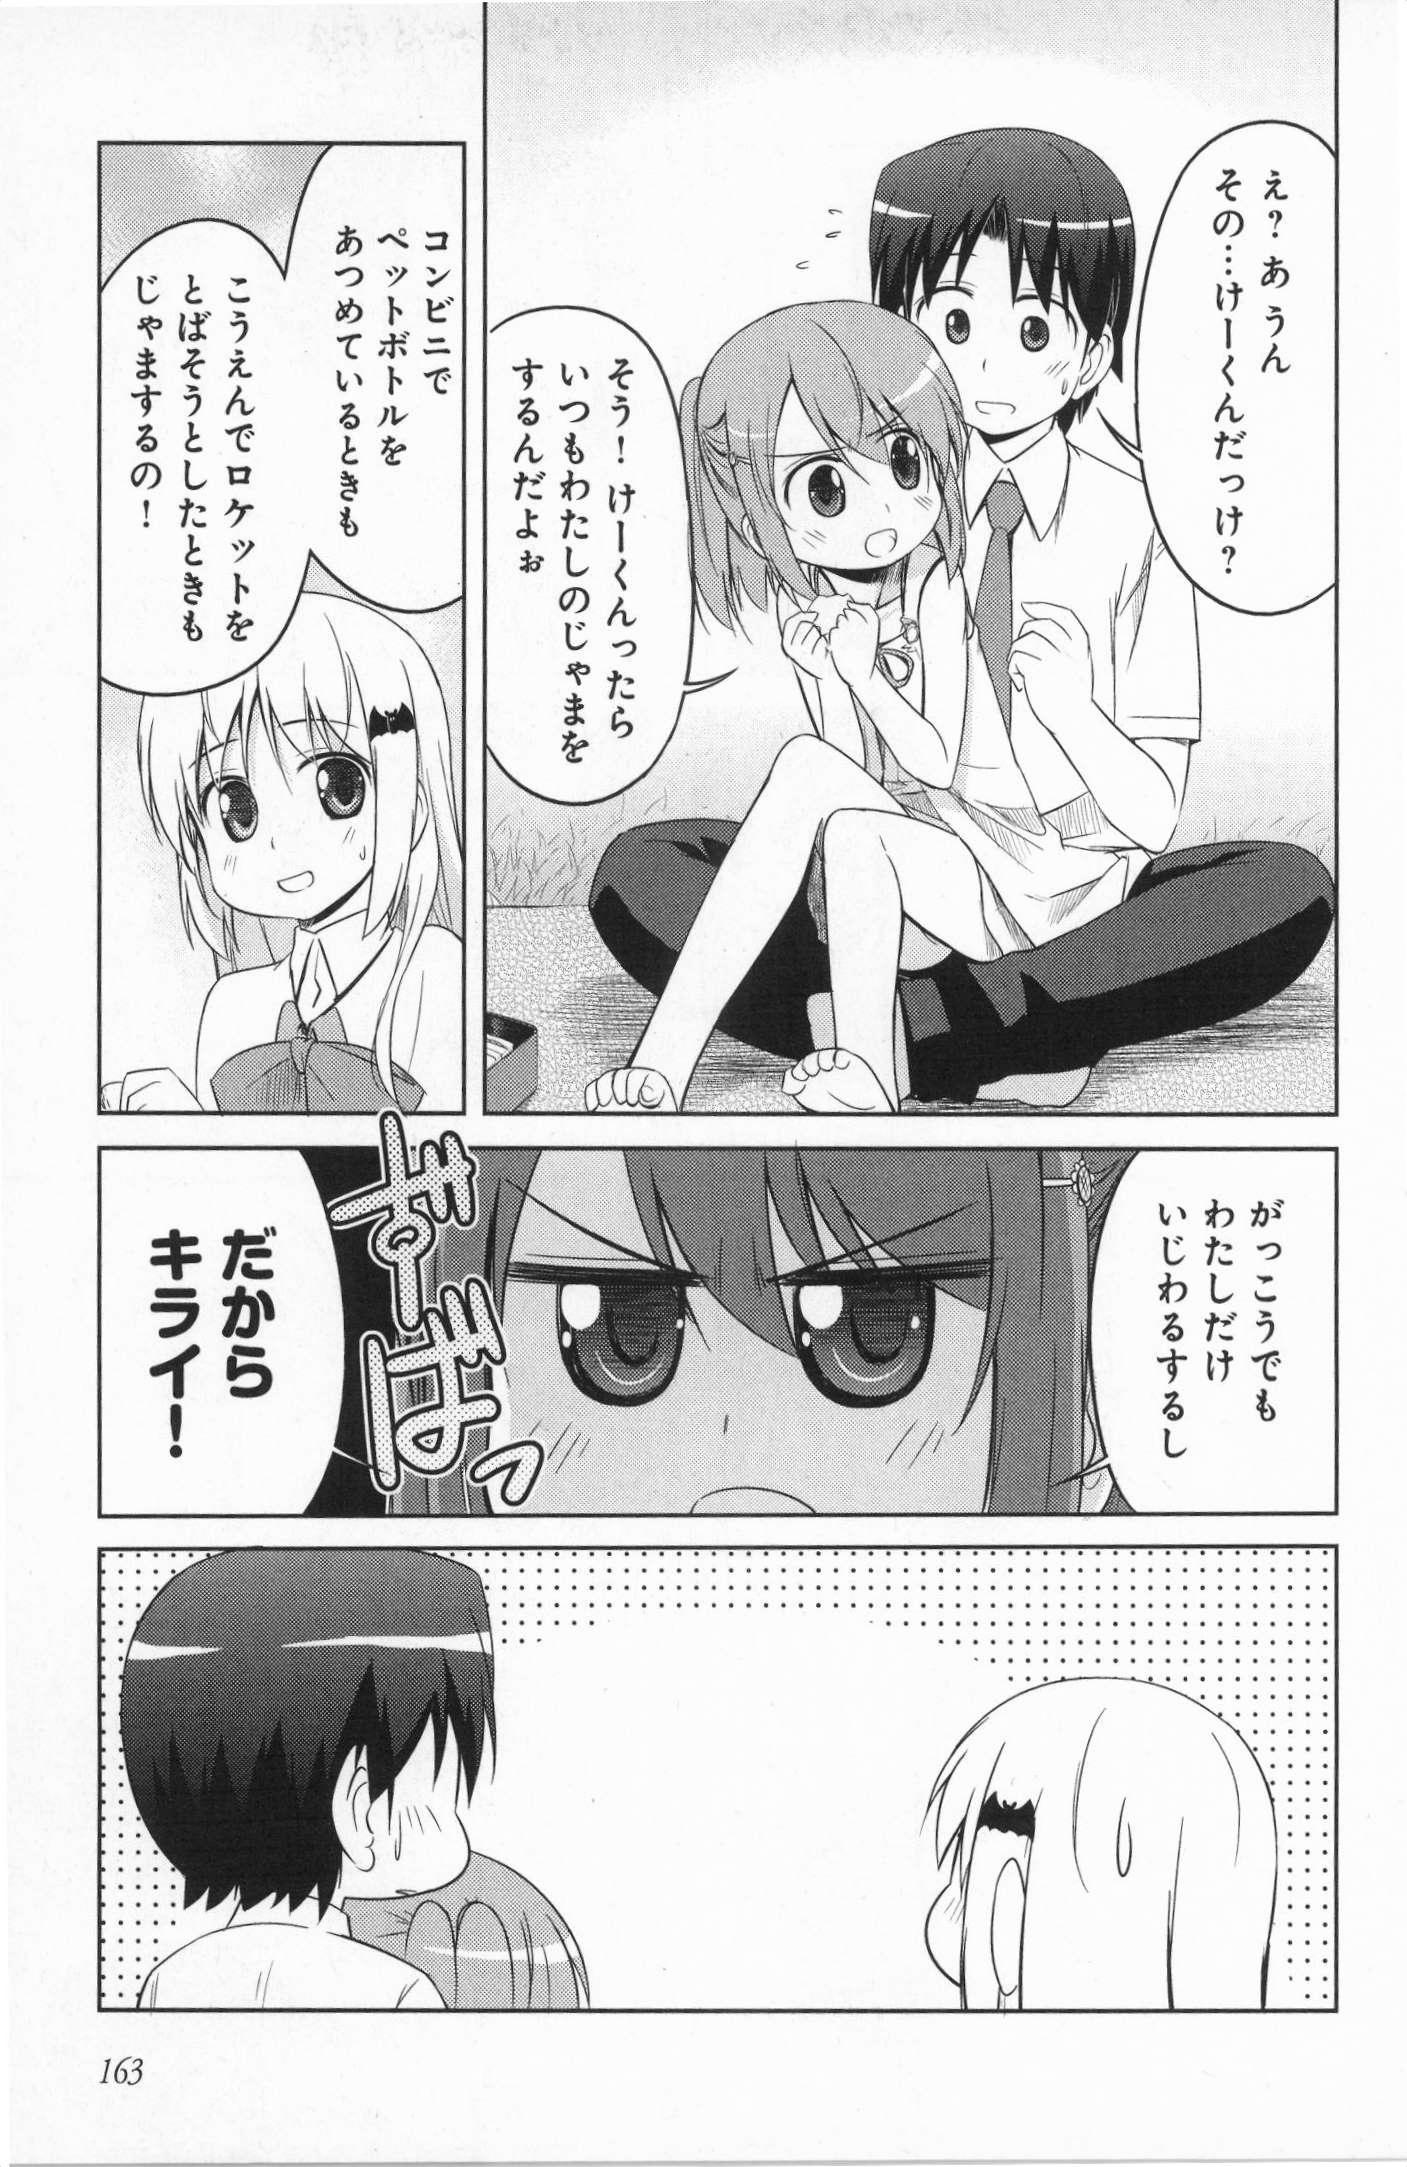 え？あ うん
その…けーくんだっけ？
そう！けーくんったら
いつもわたしのじゃまを
するんだよぉ
コンビニで
ペットボトルを
あつめているときも
こうえんでロケットを
とばそうとしたときも
じゃまするの！
がっこうでも
わたしだけ
いじわるするし
ずばっ
だから
キライ！
163